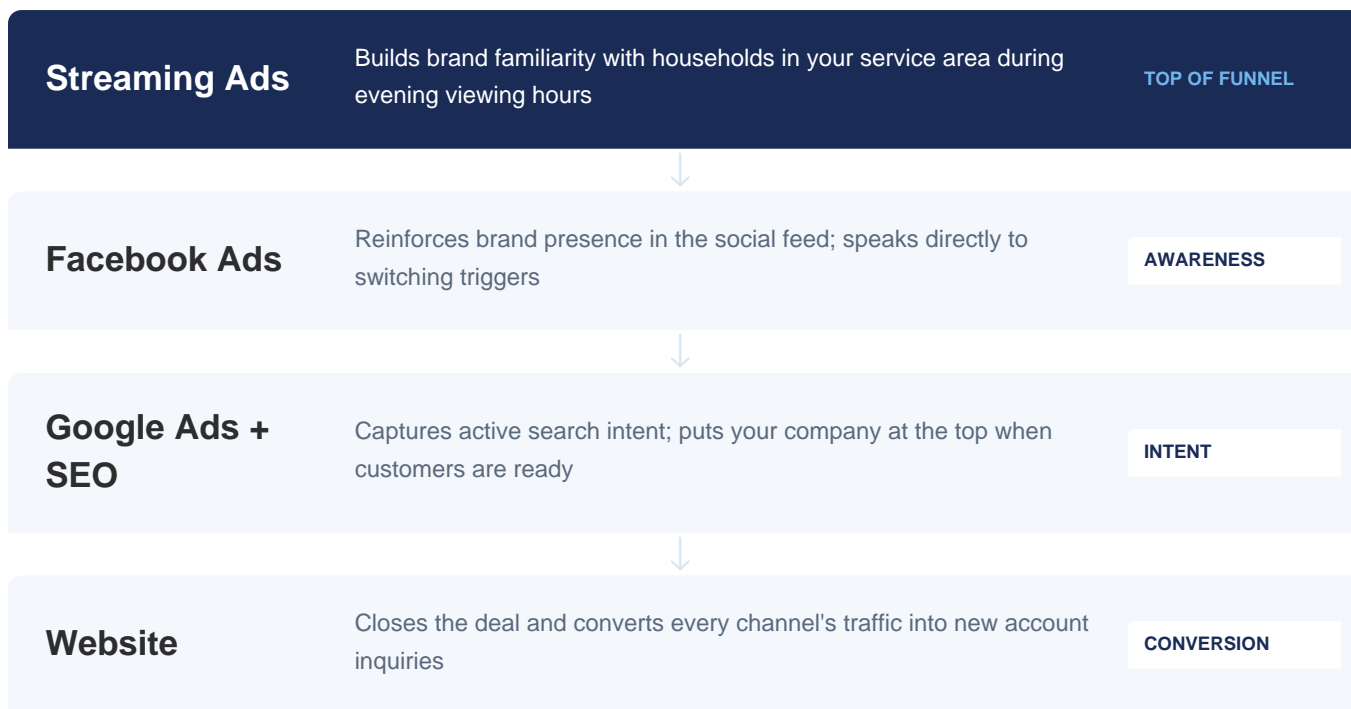 Streaming Ads
Builds brand familiarity with households in your service area during
evening viewing hours
TOP OF FUNNEL
Facebook Ads
Reinforces brand presence in the social feed; speaks directly to
switching triggers
AWARENESS
Google Ads +
SEO
Captures active search intent; puts your company at the top when
customers are ready
INTENT
Website
Closes the deal and converts every channel's traffic into new account
inquiries
CONVERSION